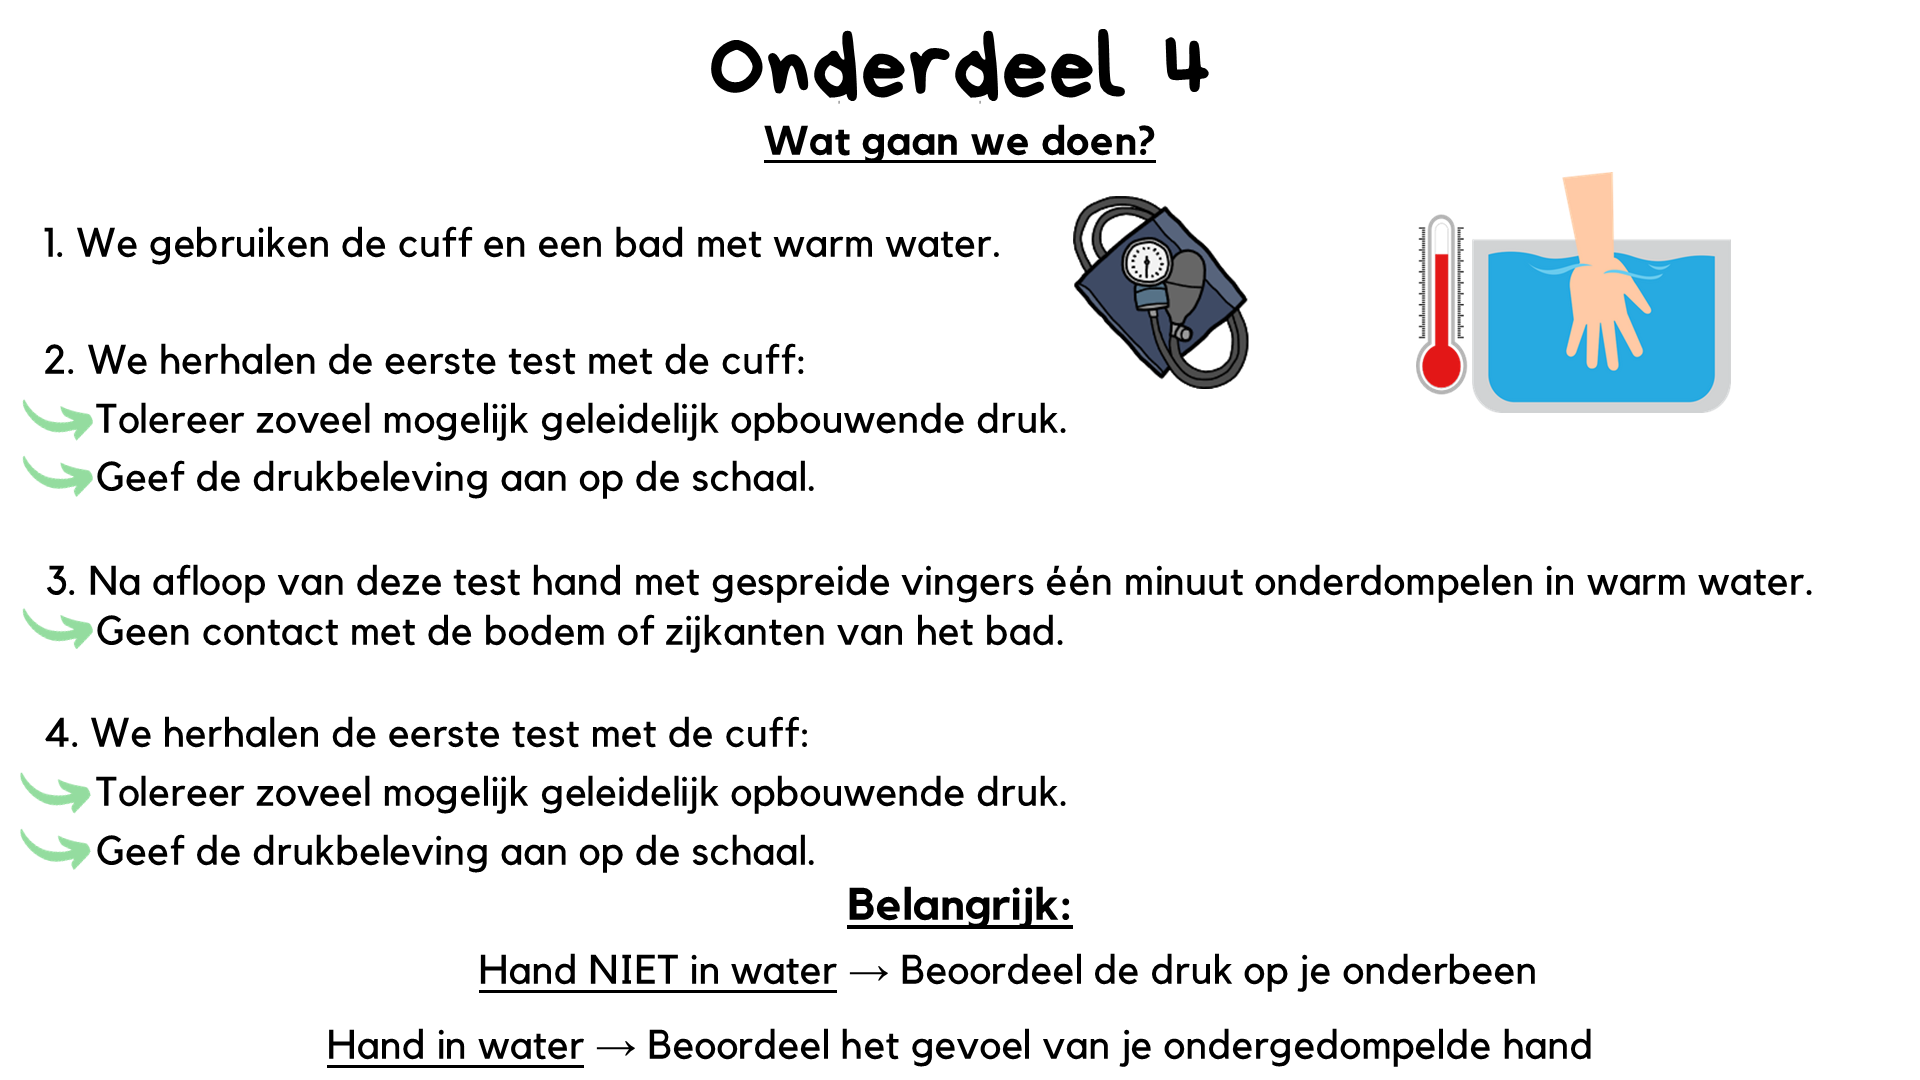 Onderdeel 4
Wat gaan we doen?
1. We gebruiken de cuff en een bad met warm water.
2. We herhalen de eerste test met de cuff:
Tolereer zoveel mogelijk geleidelijk opbouwende druk.
Geef de drukbeleving aan op de schaal.
3. Na afloop van deze test hand met gespreide vingers één minuut onderdompelen in warm water.
Geen contact met de bodem of zijkanten van het bad.
4. We herhalen de eerste test met de cuff:
Tolereer zoveel mogelijk geleidelijk opbouwende druk.
Geef de drukbeleving aan op de schaal.
Belangrijk:
Hand NIET in water → Beoordeel de druk op je onderbeen
Hand in water → Beoordeel het gevoel van je ondergedompelde hand